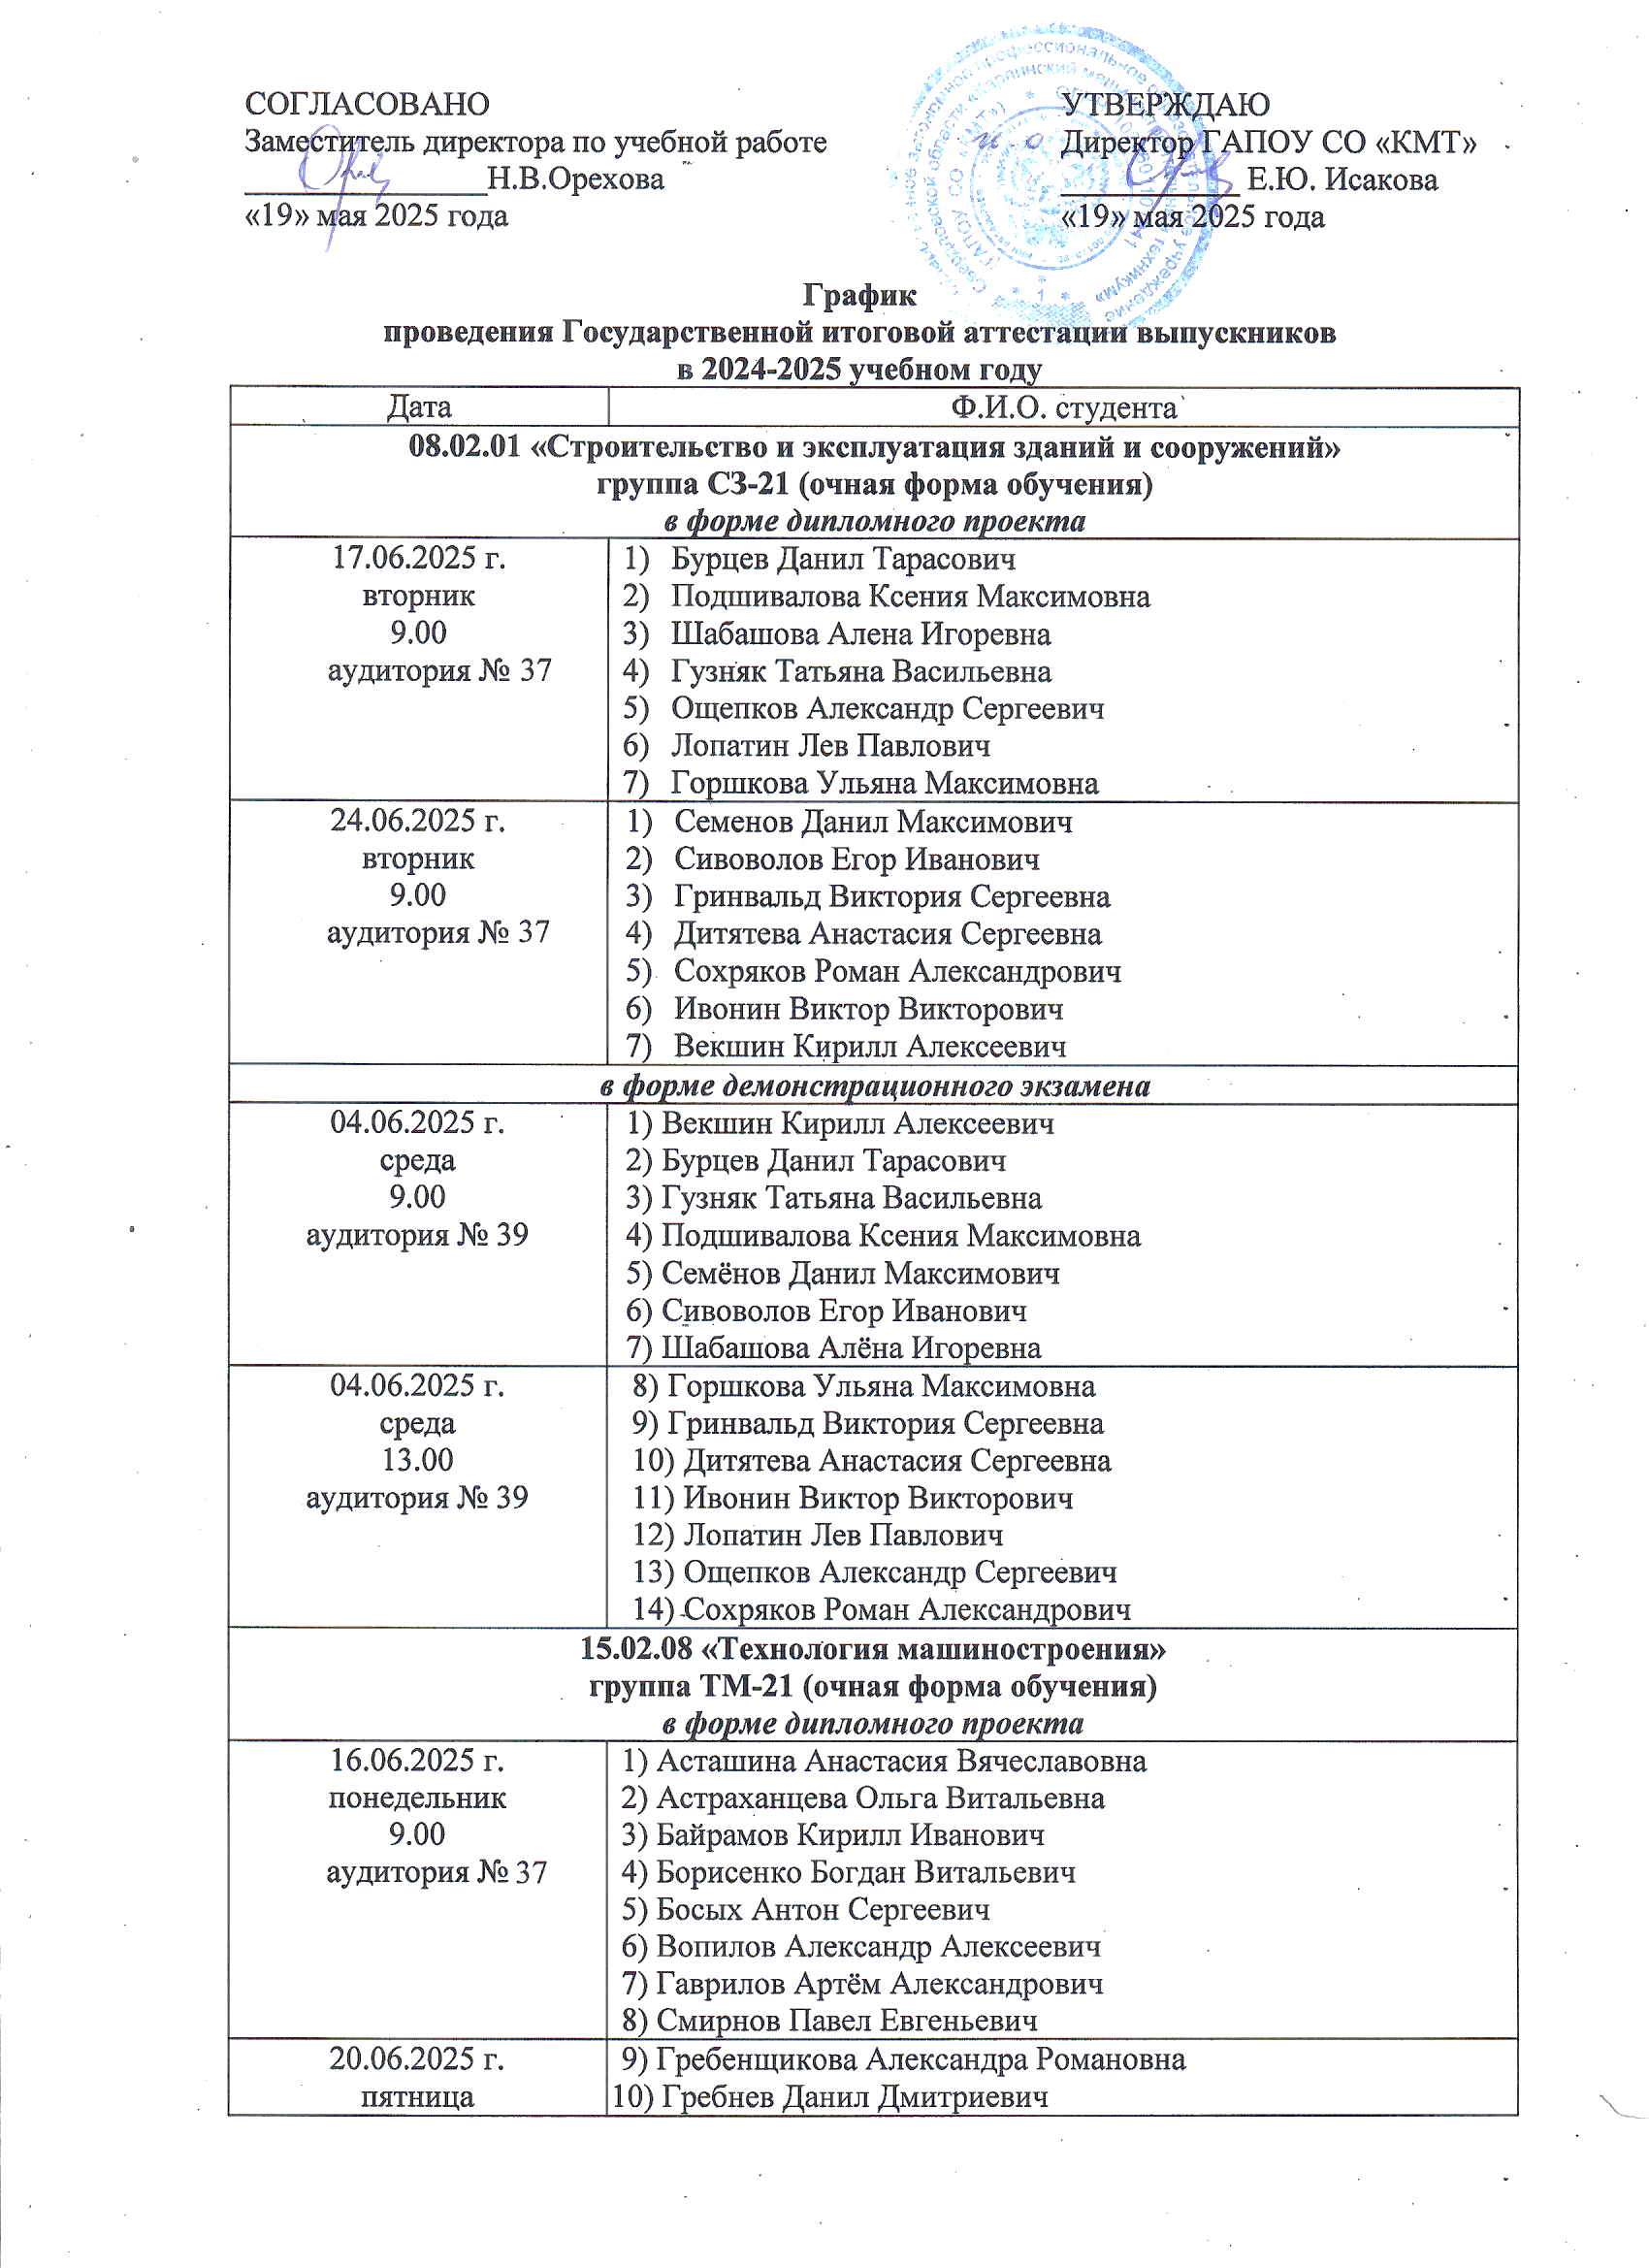 СОГЛАСОВАНО
Заместитель директора по учебной работе
Н.В.Орехова
«19» мая 2025 года
УТВЕРЖДАЮ
и.о
Директор ГАПОУ СО «КМТ»
Е.Ю. Исакова
«19» мая 2025 года
График
проведения Государственной итоговой аттестации выпускников
в 2024-2025 учебном году
Дата Ф.И.О. студента
08.02.01 «Строительство и эксплуатация зданий и сооружений»
группа СЗ-21 (очная форма обучения)
в форме дипломного проекта
17.06.2025 г.
вторник
9.00
аудитория № 37
1) Бурцев Данил Тарасович
2) Подшивалова Ксения Максимовна
3) Шабашова Алена Игоревна
4) Гузняк Татьяна Васильевна
5) Ощепков Александр Сергеевич
6) Лопатин Лев Павлович
7) Горшкова Ульяна Максимовна
24.06.2025 г.
вторник
9.00
аудитория № 37
1) Семенов Данил Максимович
2) Сивоволов Егор Иванович
3) Гринвальд Виктория Сергеевна
4) Дитятева Анастасия Сергеевна
5) Сохряков Роман Александрович
6) Ивонин Виктор Викторович
7) Векшин Кирилл Алексеевич
в форме демонстрационного экзамена
04.06.2025 г.
среда
9.00
аудитория № 39
1) Векшин Кирилл Алексеевич
2) Бурцев Данил Тарасович
3) Гузняк Татьяна Васильевна
4) Подшивалова Ксения Максимовна
5) Семёнов Данил Максимович
6) Сивоволов Егор Иванович
7) Шабашова Алёна Игоревна
04.06.2025 г.
среда
13.00
аудитория № 39
8) Горшкова Ульяна Максимовна
9) Гринвальд Виктория Сергеевна
10) Дитятева Анастасия Сергеевна
11) Ивонин Виктор Викторович
12) Лопатин Лев Павлович
13) Ощепков Александр Сергеевич
14) Сохряков Роман Александрович
15.02.08 «Технология машиностроения»
группа ТМ-21 (очная форма обучения)
в форме дипломного проекта
16.06.2025 г.
понедельник
9.00
аудитория № 37
1) Асташина Анастасия Вячеславовна
2) Астраханцева Ольга Витальевна
3) Байрамов Кирилл Иванович
4) Борисенко Богдан Витальевич
5) Босых Антон Сергеевич
6) Вопилов Александр Алексеевич
7) Гаврилов Артём Александрович
8) Смирнов Павел Евгеньевич
20.06.2025 г.
пятница
9) Гребенщикова Александра Романовна
10) Гребнев Данил Дмитриевич